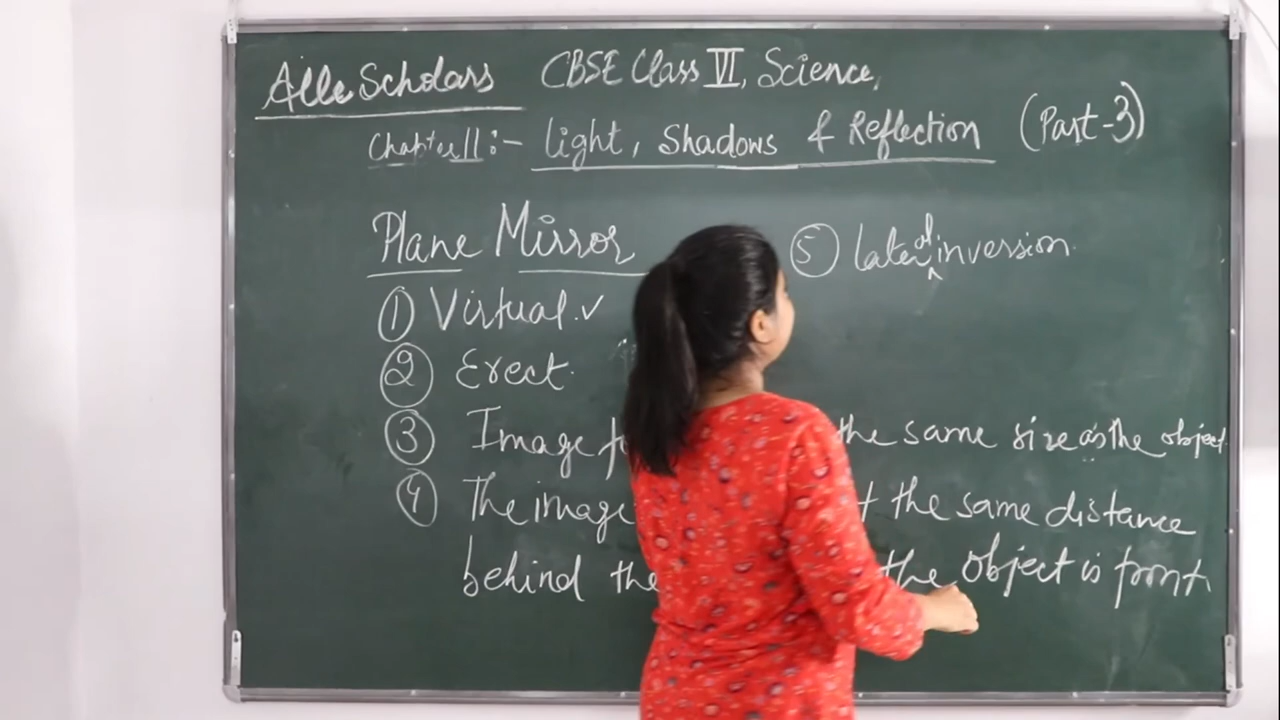 Alle Scholars CBSE Class VI, Science,
Chapter 11 :- light, Shadows & Reflection (Part-3)
Plane Mirror
① Virtual. ✓
② Erect.
③ Image the same size as the object.
④ The image the same distance
behind the the object is front
⑤ lateral inversion.